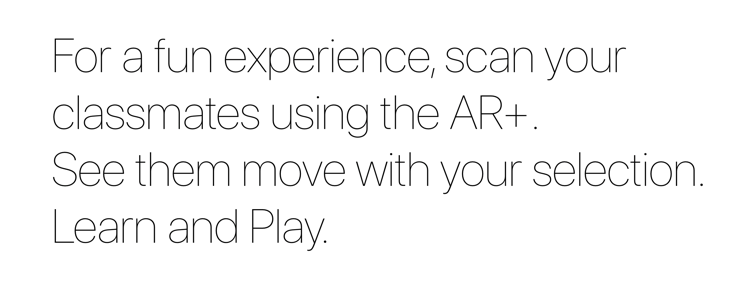 For a fun experience, scan your
classmates using the AR+.
See them move with your selection.
Learn and Play.